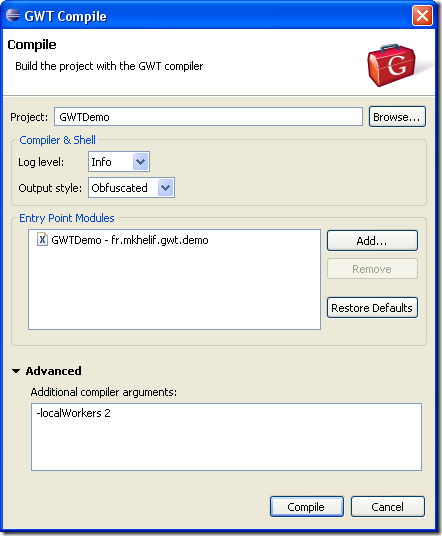 GWT Compile
Compile
Build the project with the GWT compiler
G
Project: GWTDemo Browse...
Compiler & Shell
Log level: Info
Output style: Obfuscated
Entry Point Modules
X GWTDemo - fr.mkhelif.gwt.demo Add...
Remove
Restore Defaults
Advanced
Additional compiler arguments:
-localWorkers 2
Compile Cancel